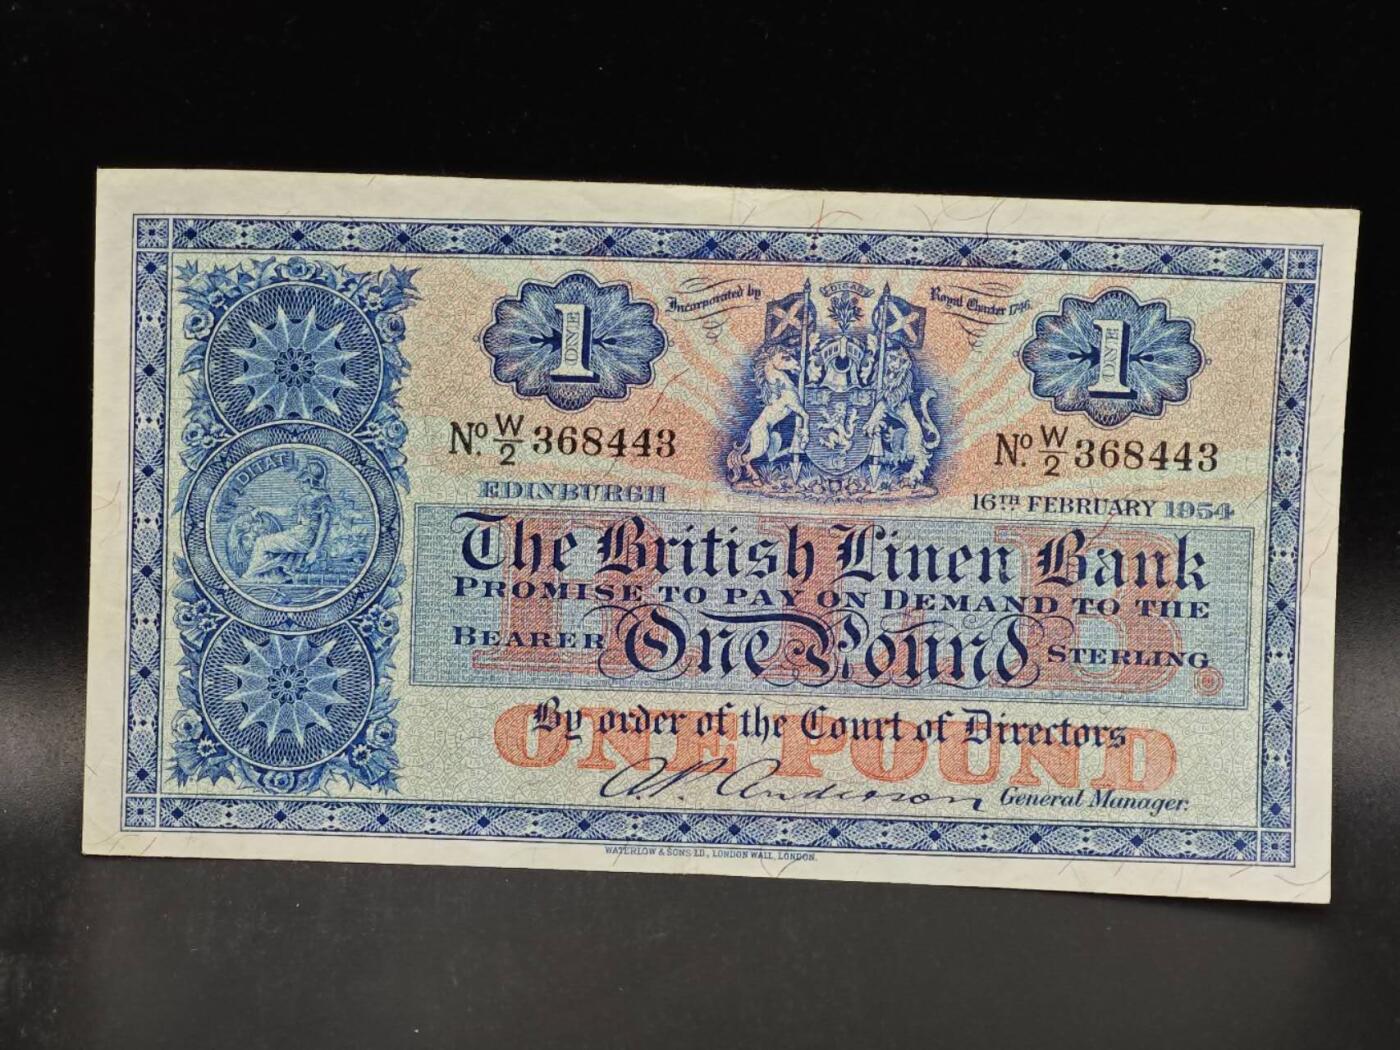 DITAT
Incorporated by
Royal Charter 1746.
1 ONE
1 ONE
No. W/2 368443
No. W/2 368443
EDINBURGH
16TH FEBRUARY 1954
The British Linen Bank
PROMISE TO PAY ON DEMAND TO THE
BEARER One Pound STERLING
B.L.B.
By order of the Court of Directors
ONE POUND
A.P. Anderson General Manager.
WATERLOW & SONS LD., LONDON WALL, LONDON.